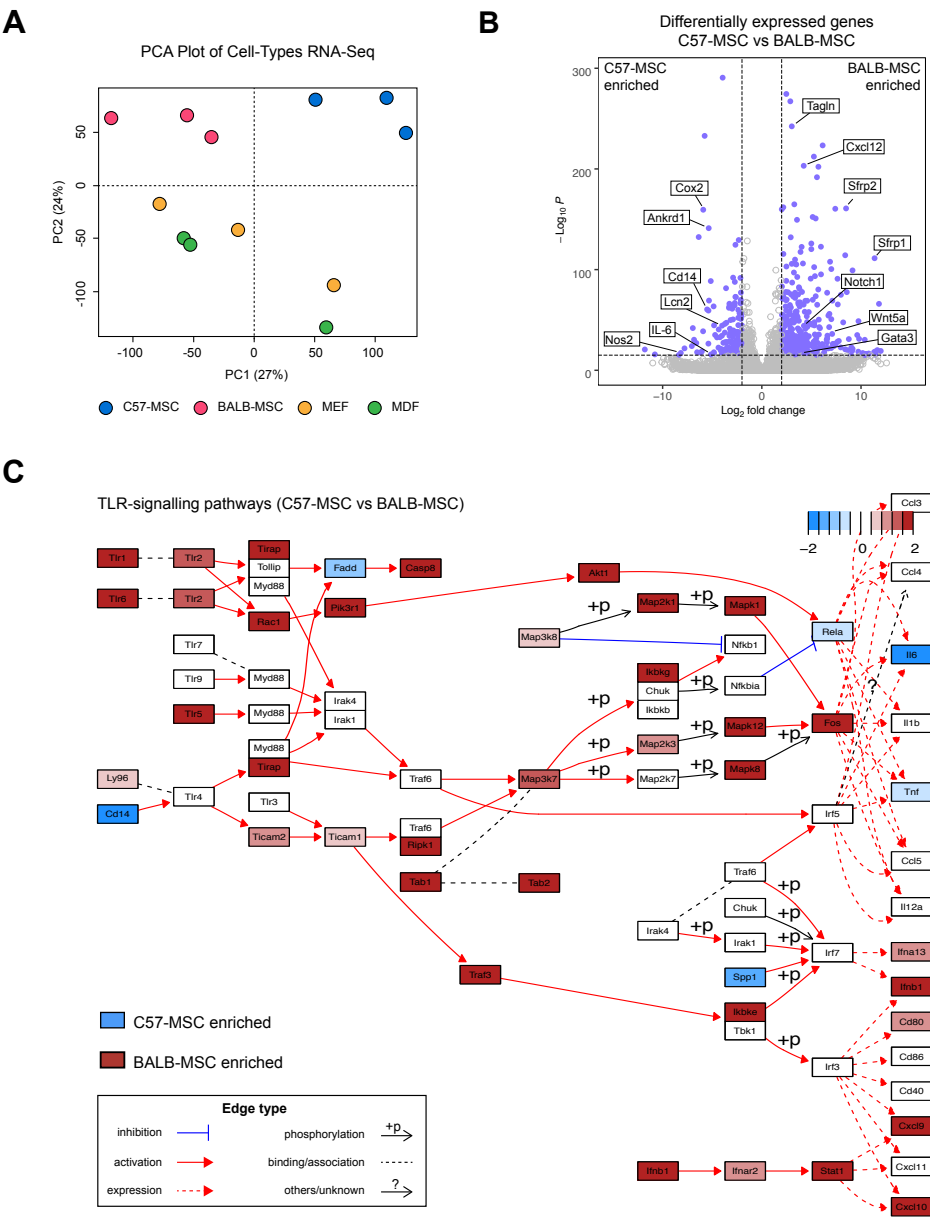 A
PCA Plot of Cell-Types RNA-Seq
PC2 (24%)
50
0
-50
-100
-100
-50
0
50
100
PC1 (27%)
C57-MSC
BALB-MSC
MEF
MDF
B
Differentially expressed genes
C57-MSC vs BALB-MSC
C57-MSC
enriched
BALB-MSC
enriched
− Log10 P
300
200
100
0
Tagln
Cxcl12
Cox2
Sfrp2
Ankrd1
Sfrp1
Cd14
Notch1
Lcn2
Wnt5a
IL-6
Nos2
Gata3
−10
0
10
Log2 fold change
C
TLR-signalling pathways (C57-MSC vs BALB-MSC)
Ccl3
−2
0
2
Tlr1
Tlr2
Tirap
Tollip
Myd88
Fadd
Casp8
Akt1
Ccl4
Tlr6
Tlr2
Rac1
Pik3r1
+p
Map2k1
+p
Mapk1
Map3k8
Rela
Tlr7
Nfkb1
Il6
Tlr9
Myd88
Ikbkg
Chuk
Ikbkb
+p
Nfkbia
?
Irak4
Irak1
+p
Tlr5
Myd88
Mapk12
Fos
Il1b
Myd88
Tirap
+p
Map2k3
+p
+p
Ly96
Traf6
Map3k7
+p
Map2k7
+p
Mapk8
Tlr4
Tlr3
Cd14
Irf5
Tnf
Ticam2
Ticam1
Traf6
Ripk1
Ccl5
Tab1
Tab2
Traf6
+p
Il12a
Chuk
+p
Irak4
+p
Irak1
+p
Irf7
Ifna13
Traf3
Spp1
+p
Ifnb1
Ikbke
Tbk1
+p
Cd80
Irf3
Cd86
Cd40
Cxcl9
Ifnb1
Ifnar2
Stat1
Cxcl11
Cxcl10
C57-MSC enriched
BALB-MSC enriched
Edge type
inhibition
phosphorylation
+p
activation
binding/association
expression
others/unknown
?